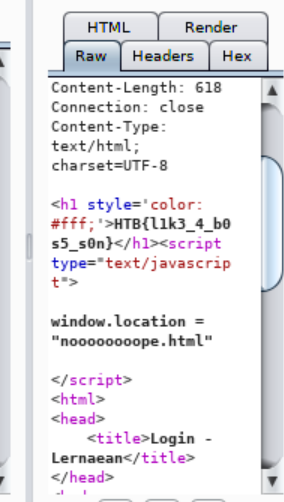 HTML Render
Raw Headers Hex
Content-Length: 618
Connection: close
Content-Type:
text/html;
charset=UTF-8
<h1 style='color:
#fff;'>HTB{l1k3_4_b0
s5_s0n}</h1><script
type="text/javascrip
t">
window.location =
"nooooooooope.html"
</script>
<html>
<head>
<title>Login -
Lernaean</title>
</head>